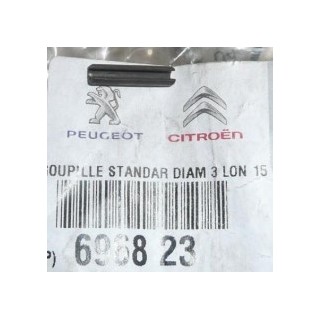 PEUGEOT CITROËN
GOUPILLE STANDAR DIAM 3 LON 15
P) 6968 23